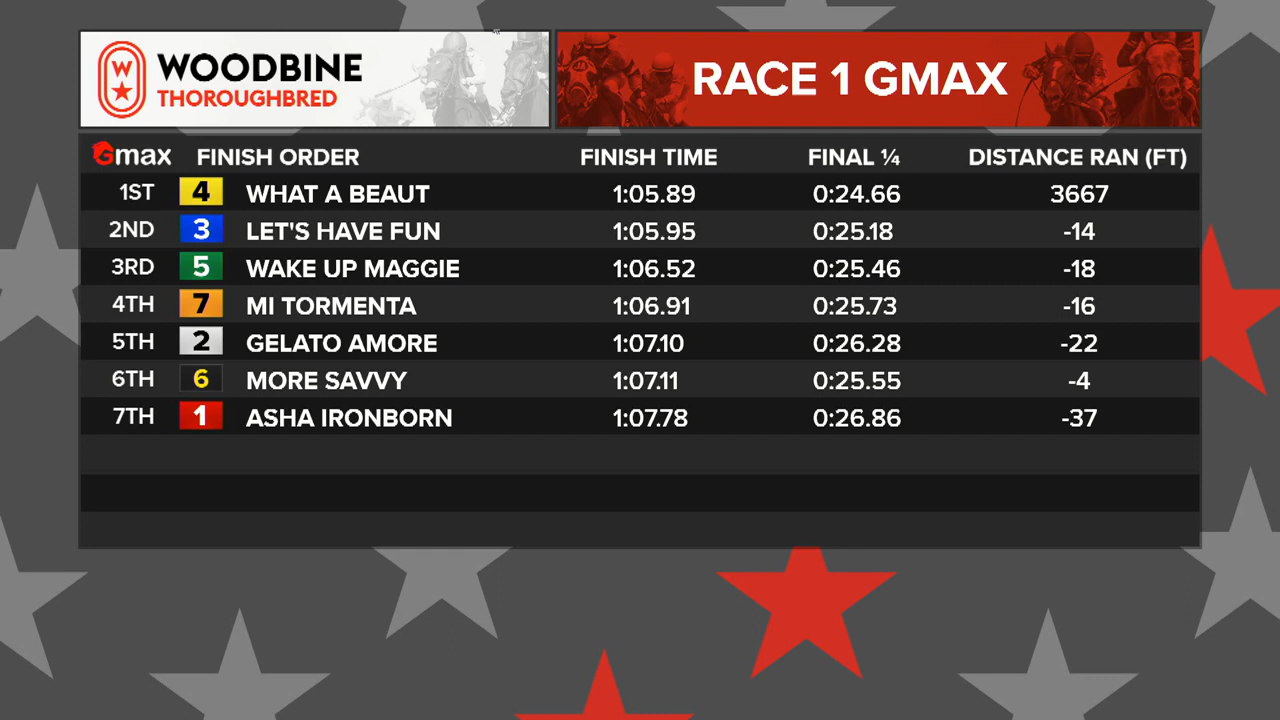 W
WOODBINE
THOROUGHBRED
RACE 1 GMAX
Gmax FINISH ORDER FINISH TIME FINAL ¼ DISTANCE RAN (FT)
1ST 4 WHAT A BEAUT 1:05.89 0:24.66 3667
2ND 3 LET'S HAVE FUN 1:05.95 0:25.18 -14
3RD 5 WAKE UP MAGGIE 1:06.52 0:25.46 -18
4TH 7 MI TORMENTA 1:06.91 0:25.73 -16
5TH 2 GELATO AMORE 1:07.10 0:26.28 -22
6TH 6 MORE SAVVY 1:07.11 0:25.55 -4
7TH 1 ASHA IRONBORN 1:07.78 0:26.86 -37